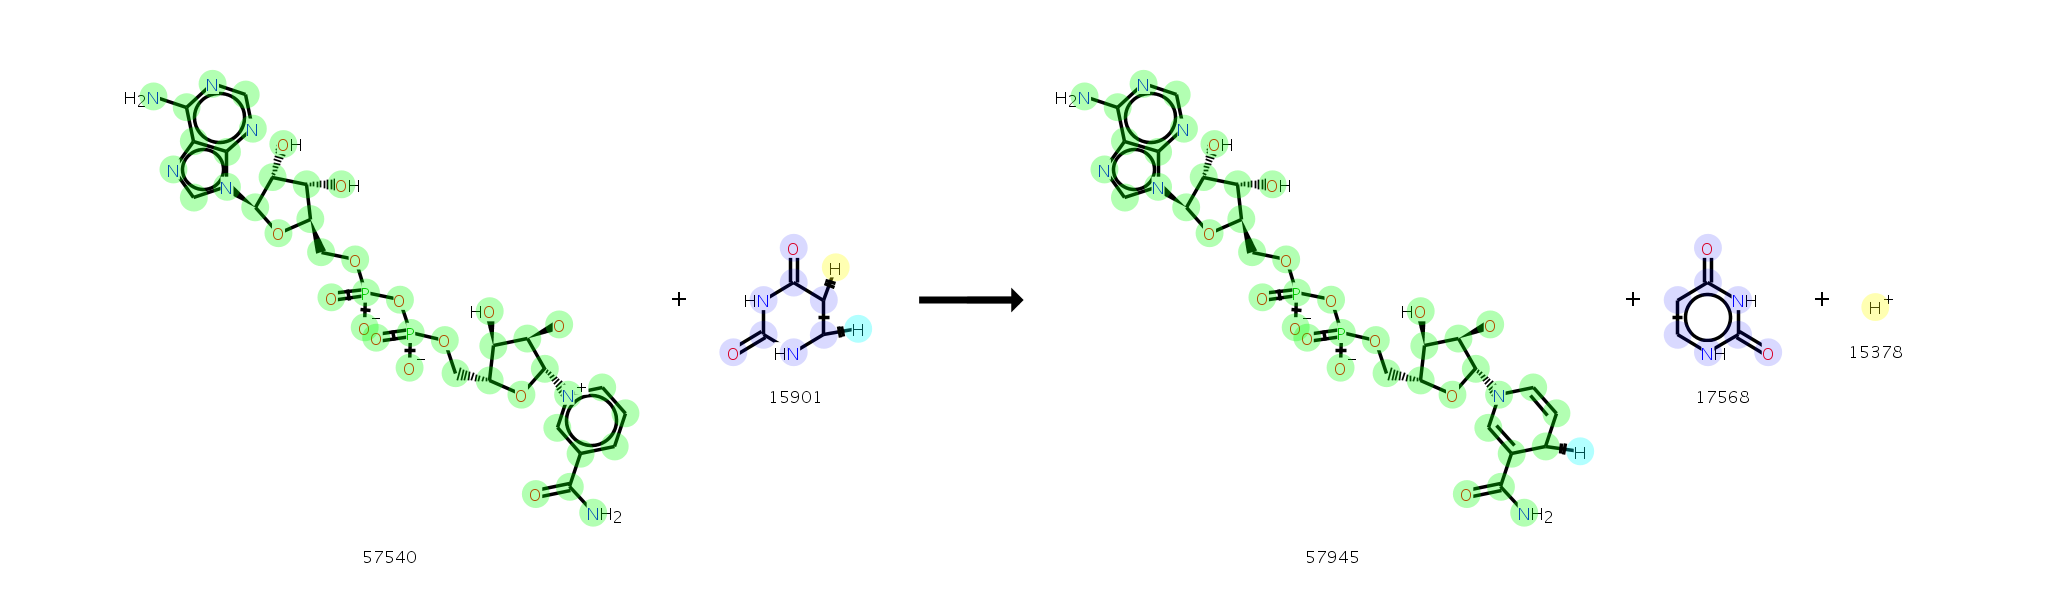 H2N N N N N OH OH O O O P O− O O P O− O HO O O N+ O NH2
57540
+
O H HN H O HN
15901
H2N N N N N OH OH O O O P O− O O P O− O HO O O N H O NH2
57945
+
O NH NH O
17568
+
H+
15378